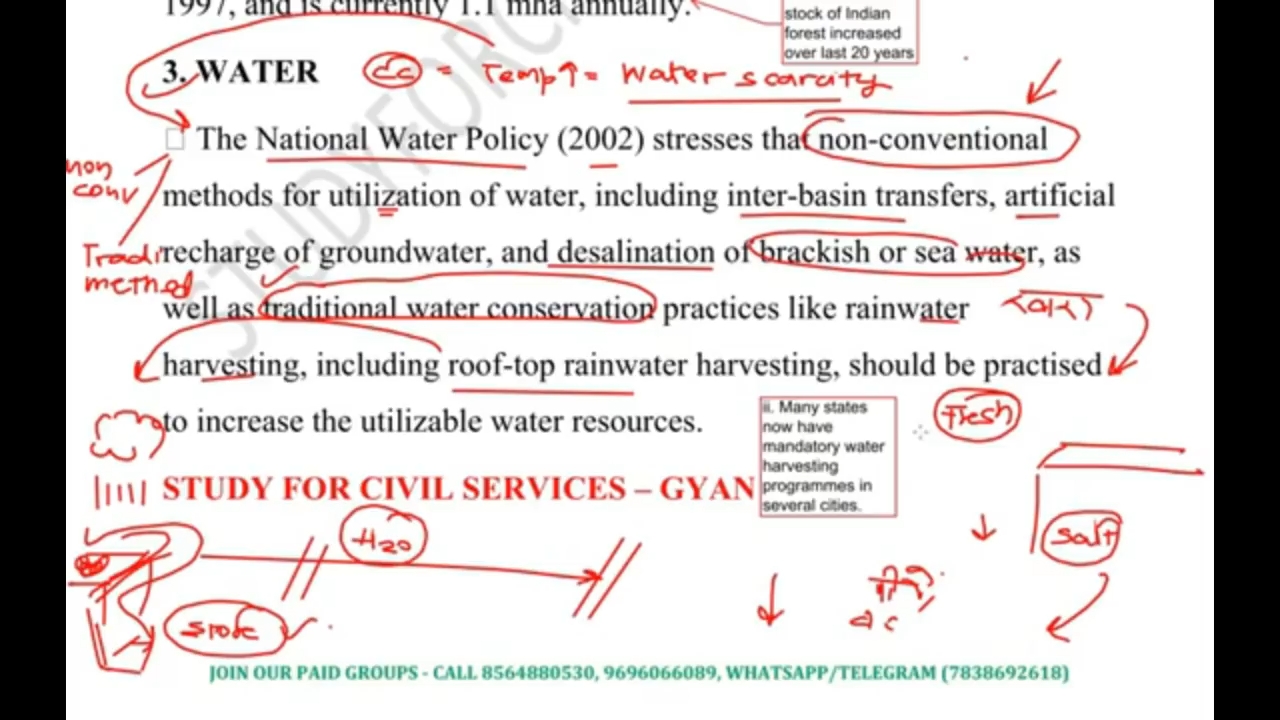 1997, and is currently 1.1 mha annually.
stock of Indian
forest increased
over last 20 years
3. WATER
CC = Temp↑ = Water scarcity
The National Water Policy (2002) stresses that non-conventional
non
conv
methods for utilization of water, including inter-basin transfers, artificial
Tradi
method
recharge of groundwater, and desalination of brackish or sea water, as
well as traditional water conservation practices like rainwater
harvesting, including roof-top rainwater harvesting, should be practised
to increase the utilizable water resources.
ii. Many states
now have
mandatory water
harvesting
programmes in
several cities.
Fresh
STUDY FOR CIVIL SERVICES – GYAN
H2O
Salt
Store
JOIN OUR PAID GROUPS - CALL 8564880530, 9696066089, WHATSAPP/TELEGRAM (7838692618)